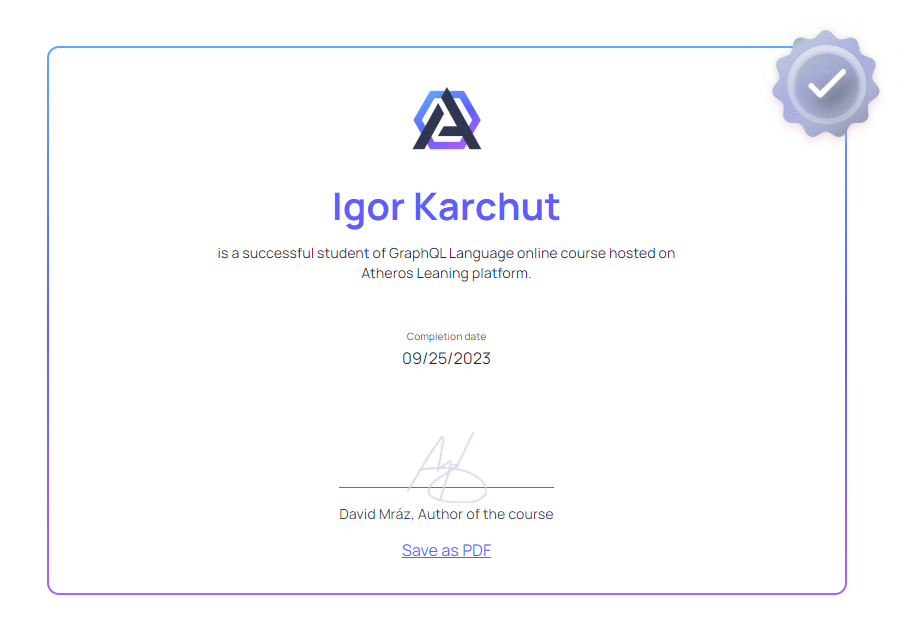 Igor Karchut
is a successful student of GraphQL Language online course hosted on
Atheros Leaning platform.
Completion date
09/25/2023
David Mráz, Author of the course
Save as PDF